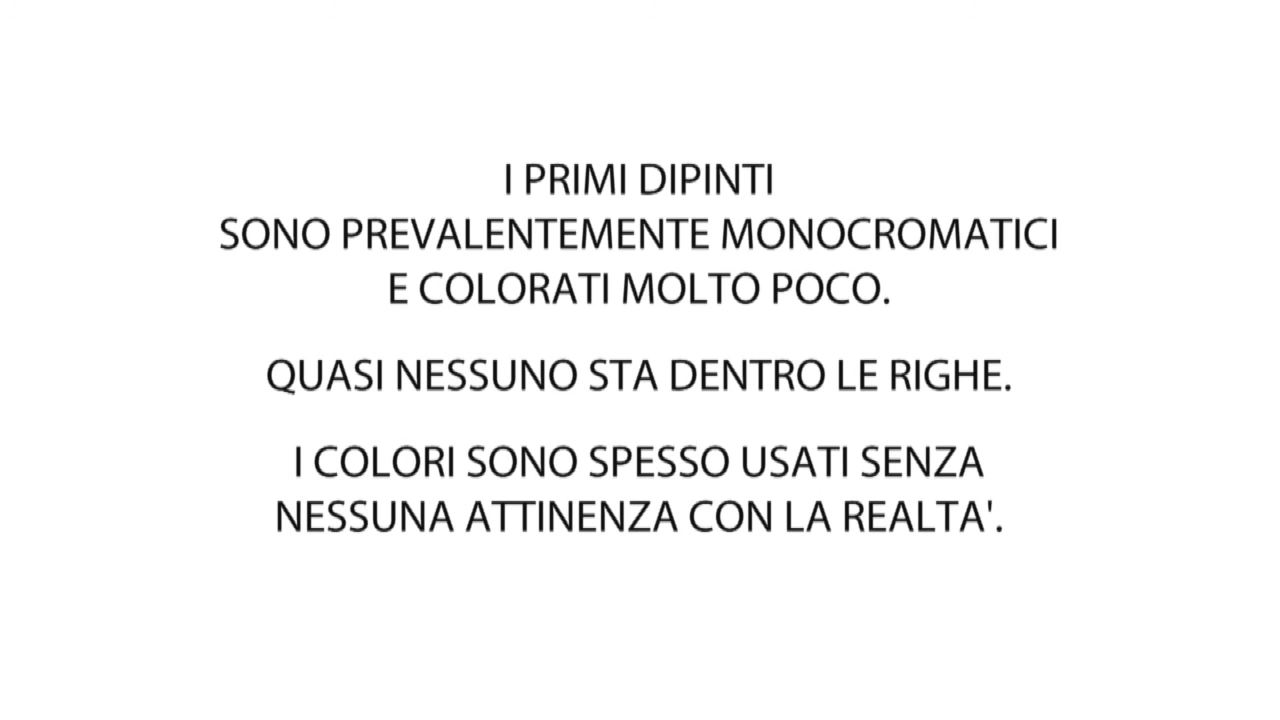 I PRIMI DIPINTI
SONO PREVALENTEMENTE MONOCROMATICI
E COLORATI MOLTO POCO.
QUASI NESSUNO STA DENTRO LE RIGHE.
I COLORI SONO SPESSO USATI SENZA
NESSUNA ATTINENZA CON LA REALTA'.